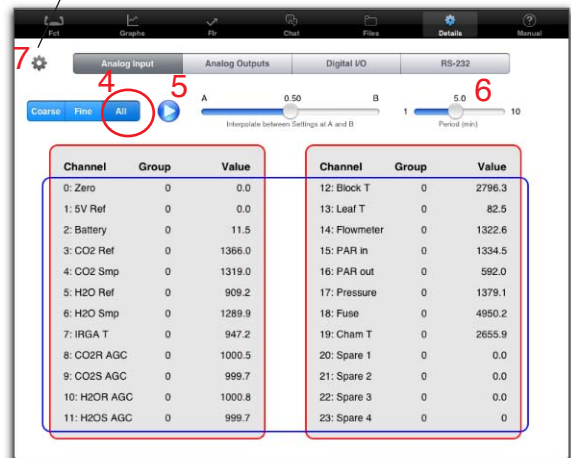 Fct Graphs Flr Chat Files Details Manual
7 Analog Input Analog Outputs Digital I/O RS-232
4 5 6
Coarse Fine All A 0.50 B 1 5.0 10
Interpolate between Settings at A and B Period (min)
Channel Group Value Channel Group Value
0: Zero 0 0.0 12: Block T 0 2796.3
1: 5V Ref 0 0.0 13: Leaf T 0 82.5
2: Battery 0 11.5 14: Flowmeter 0 1322.6
3: CO2 Ref 0 1366.0 15: PAR in 0 1334.5
4: CO2 Smp 0 1319.0 16: PAR out 0 592.0
5: H2O Ref 0 909.2 17: Pressure 0 1379.1
6: H2O Smp 0 1289.9 18: Fuse 0 4950.2
7: IRGA T 0 947.2 19: Cham T 0 2655.9
8: CO2R AGC 0 1000.5 20: Spare 1 0 0.0
9: CO2S AGC 0 999.7 21: Spare 2 0 0.0
10: H2OR AGC 0 1000.8 22: Spare 3 0 0.0
11: H2OS AGC 0 999.7 23: Spare 4 0 0